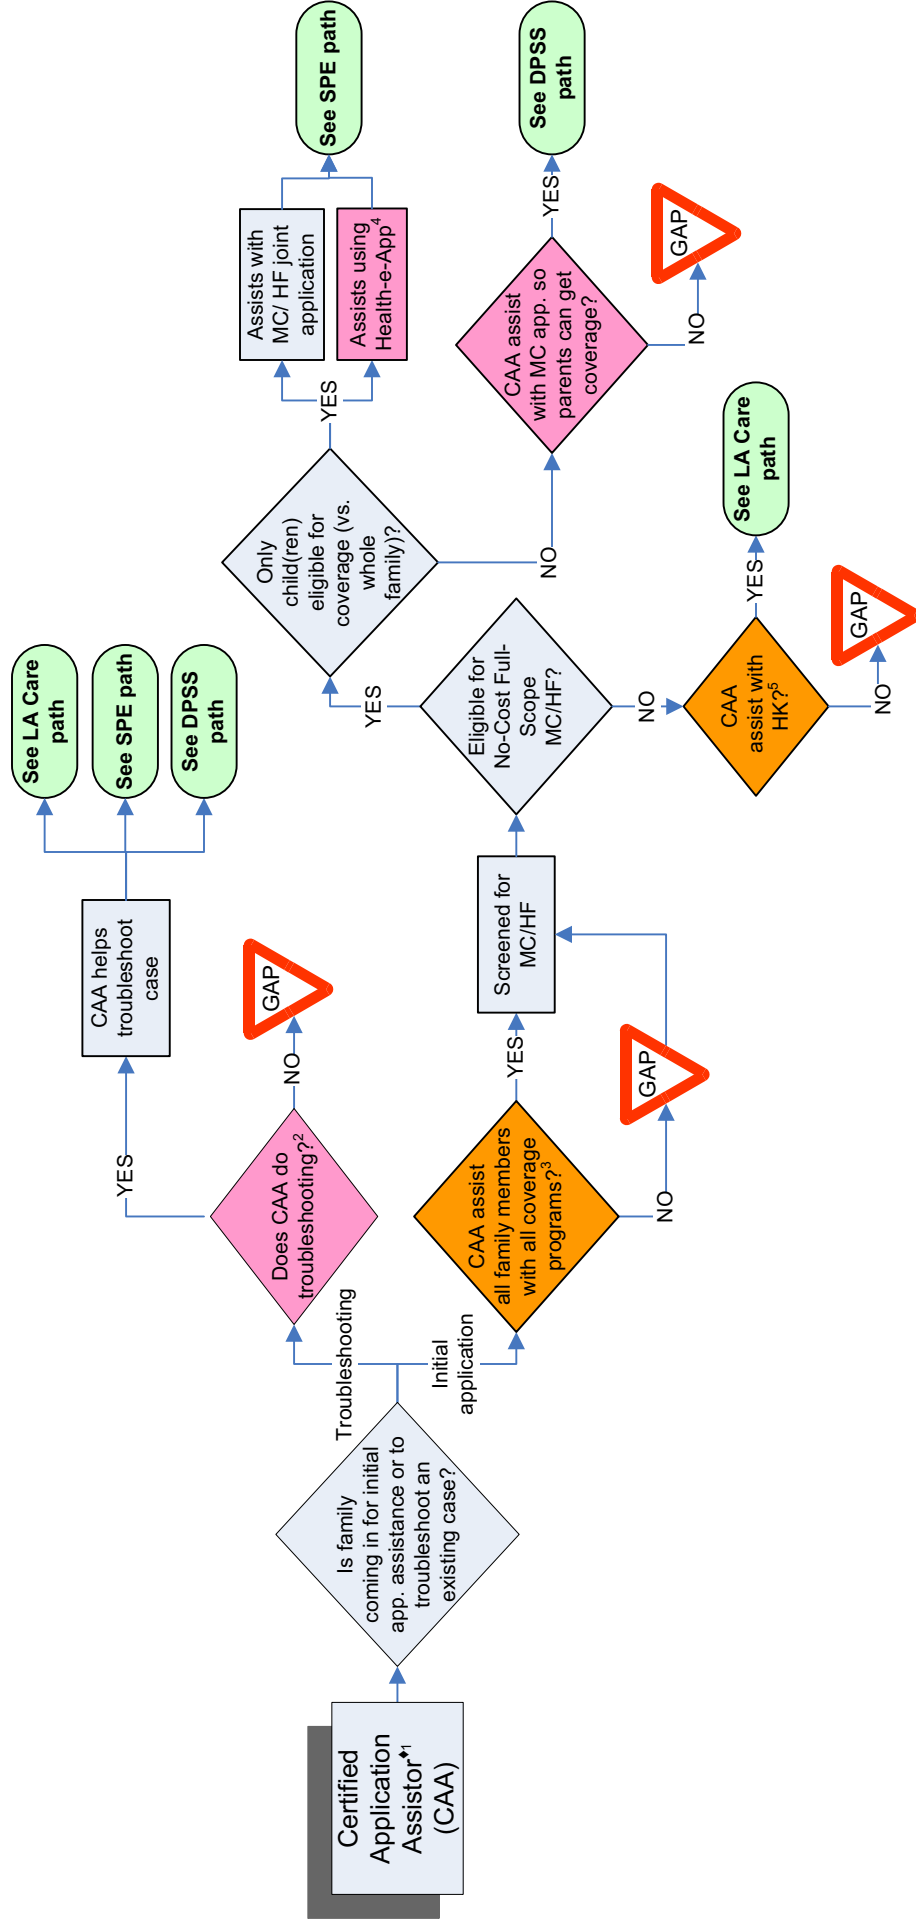 Certified
Application
Assistor♦1
(CAA)
Is family
coming in for initial
app. assistance or to
troubleshoot an
existing case?
Troubleshooting
Initial
application
Does CAA do
troubleshooting?2
YES
NO
GAP
CAA helps
troubleshoot
case
See LA Care
path
See SPE path
See DPSS
path
CAA assist
all family members
with all coverage
programs?3
YES
NO
GAP
Screened for
MC/HF
Eligible for
No-Cost Full-
Scope
MC/HF?
YES
NO
Only
child(ren)
eligible for
coverage (vs.
whole
family)?
YES
NO
Assists with
MC/ HF joint
application
Assists using
Health-e-App4
See SPE path
CAA assist
with MC app. so
parents can get
coverage?
YES
NO
See DPSS
path
GAP
CAA
assist with
HK?5
YES
NO
See LA Care
path
GAP